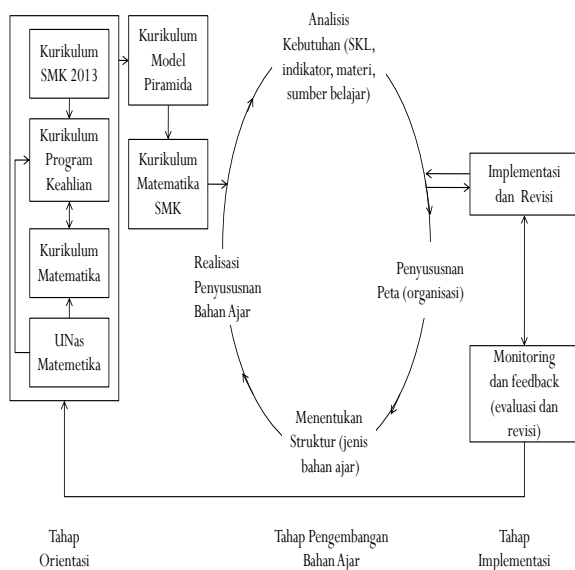 Kurikulum
SMK 2013
Kurikulum
Program
Keahlian
Kurikulum
Matematika
UNas
Matemetika
Kurikulum
Model
Piramida
Kurikulum
Matematika
SMK
Analisis
Kebutuhan (SKL,
indikator, materi,
sumber belajar)
Realisasi
Penyususnan
Bahan Ajar
Penyususnan
Peta (organisasi)
Menentukan
Struktur (jenis
bahan ajar)
Implementasi
dan Revisi
Monitoring
dan feedback
(evaluasi dan
revisi)
Tahap
Orientasi
Tahap Pengembangan
Bahan Ajar
Tahap
Implementasi